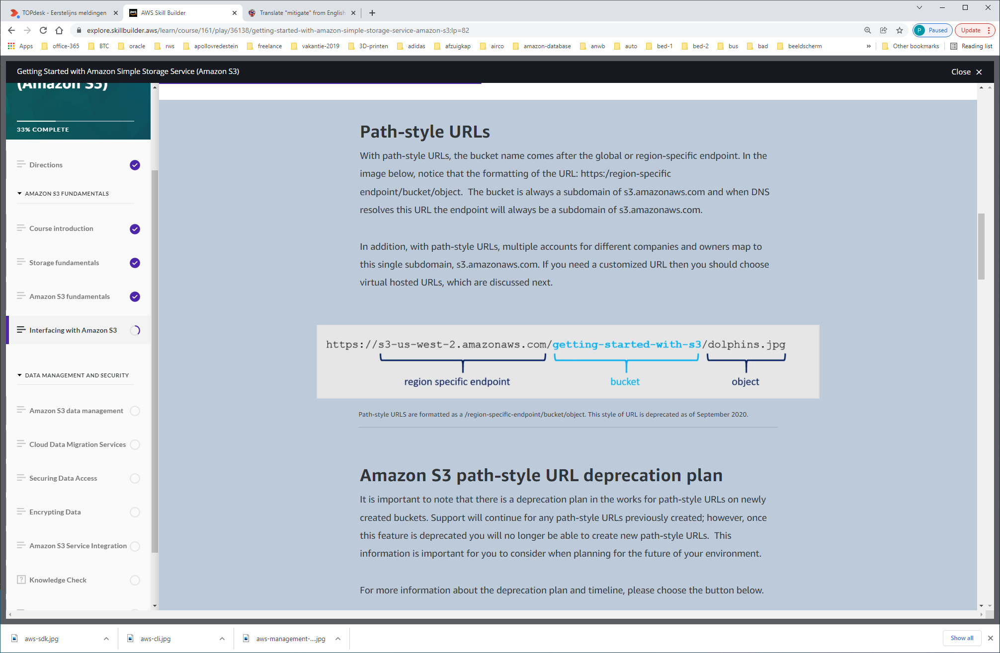 TOPdesk - Eerstelijns meldingen
AWS Skill Builder
Translate "mitigate" from English
explore.skillbuilder.aws/learn/course/161/play/36138/getting-started-with-amazon-simple-storage-service-amazon-s3;lp=82
P Paused
Update
Apps
office-365
BTC
oracle
rws
apollovredestein
freelance
vakantie-2019
3D-printen
adidas
afzuigkap
airco
amazon-database
anwb
auto
bed-1
bed-2
bus
bad
beeldscherm
»
Other bookmarks
Reading list
Getting Started with Amazon Simple Storage Service (Amazon S3)
Close
(Amazon S3)
33% COMPLETE
Directions
AMAZON S3 FUNDAMENTALS
Course introduction
Storage fundamentals
Amazon S3 fundamentals
Interfacing with Amazon S3
DATA MANAGEMENT AND SECURITY
Amazon S3 data management
Cloud Data Migration Services
Securing Data Access
Encrypting Data
Amazon S3 Service Integration
Knowledge Check
Path-style URLs
With path-style URLs, the bucket name comes after the global or region-specific endpoint. In the
image below, notice that the formatting of the URL: https:/region-specific
endpoint/bucket/object.  The bucket is always a subdomain of s3.amazonaws.com and when DNS
resolves this URL the endpoint will always be a subdomain of s3.amazonaws.com.
In addition, with path-style URLs, multiple accounts for different companies and owners map to
this single subdomain, s3.amazonaws.com. If you need a customized URL then you should choose
virtual hosted URLs, which are discussed next.
https://s3-us-west-2.amazonaws.com/getting-started-with-s3/dolphins.jpg
region specific endpoint
bucket
object
Path-style URLS are formatted as a /region-specific-endpoint/bucket/object. This style of URL is deprecated as of September 2020.
Amazon S3 path-style URL deprecation plan
It is important to note that there is a deprecation plan in the works for path-style URLs on newly
created buckets. Support will continue for any path-style URLs previously created; however, once
this feature is deprecated you will no longer be able to create new path-style URLs.  This
information is important for you to consider when planning for the future of your environment.
For more information about the deprecation plan and timeline, please choose the button below.
aws-sdk.jpg
aws-cli.jpg
aws-management-....jpg
Show all